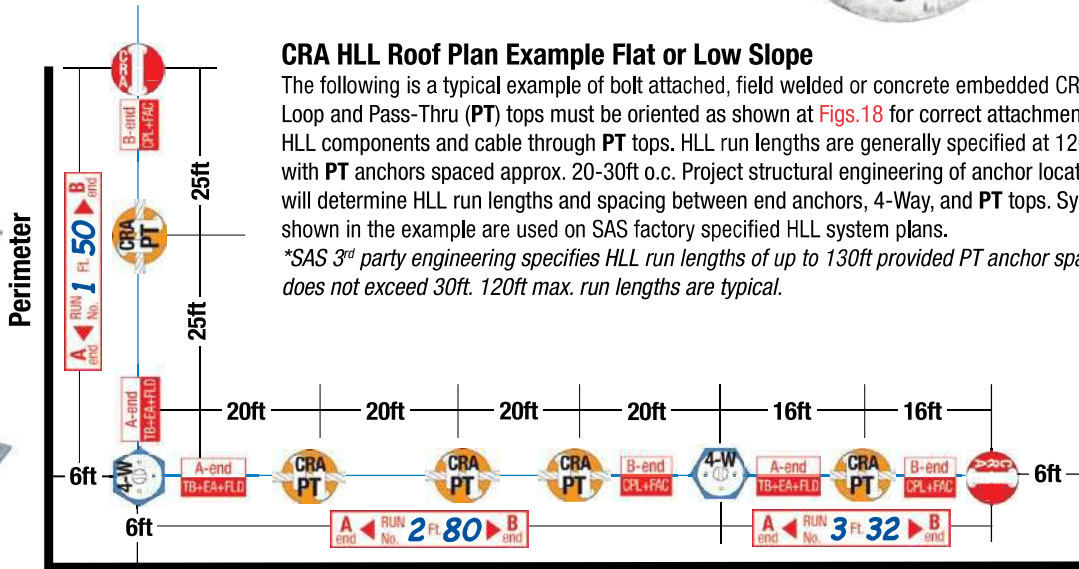 CRA HLL Roof Plan Example Flat or Low Slope
The following is a typical example of bolt attached, field welded or concrete embedded CR
Loop and Pass-Thru (PT) tops must be oriented as shown at Figs.18 for correct attachmen
HLL components and cable through PT tops. HLL run lengths are generally specified at 12
with PT anchors spaced approx. 20-30ft o.c. Project structural engineering of anchor locat
will determine HLL run lengths and spacing between end anchors, 4-Way, and PT tops. Sy
shown in the example are used on SAS factory specified HLL system plans.
*SAS 3rd party engineering specifies HLL run lengths of up to 130ft provided PT anchor spa
does not exceed 30ft. 120ft max. run lengths are typical.
Perimeter
CRA
B-end
CPL+FAC
25ft
CRA
PT
A end RUN No. 1 Ft. 50 B end
25ft
A-end
TB+EA+FLD
20ft 20ft 20ft 20ft 16ft 16ft
6ft
4-W
A-end
TB+EA+FLD
CRA
PT
CRA
PT
CRA
PT
B-end
CPL+FAC
4-W
A-end
TB+EA+FLD
CRA
PT
B-end
CPL+FAC
CRA
6ft
6ft
A end RUN No. 2 Ft. 80 B end
A end RUN No. 3 Ft. 32 B end